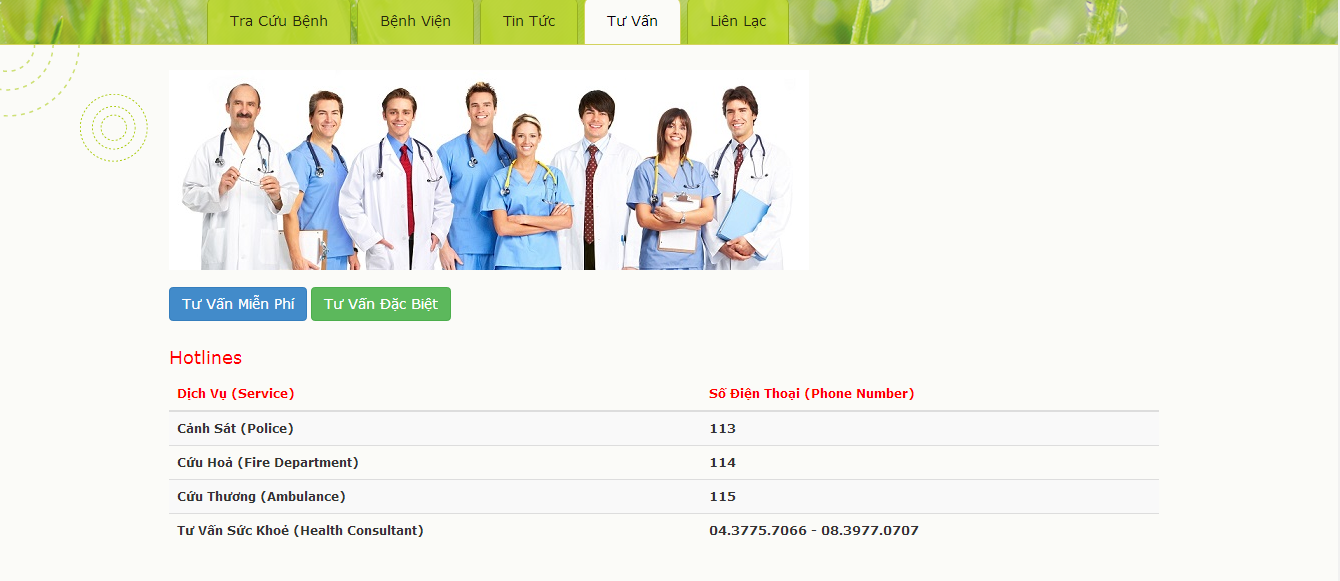 Tra Cứu Bệnh Bệnh Viện Tin Tức Tư Vấn Liên Lạc
Tư Vấn Miễn Phí Tư Vấn Đặc Biệt
Hotlines
Dịch Vụ (Service) Số Điện Thoại (Phone Number)
Cảnh Sát (Police) 113
Cứu Hoả (Fire Department) 114
Cứu Thương (Ambulance) 115
Tư Vấn Sức Khoẻ (Health Consultant) 04.3775.7066 - 08.3977.0707